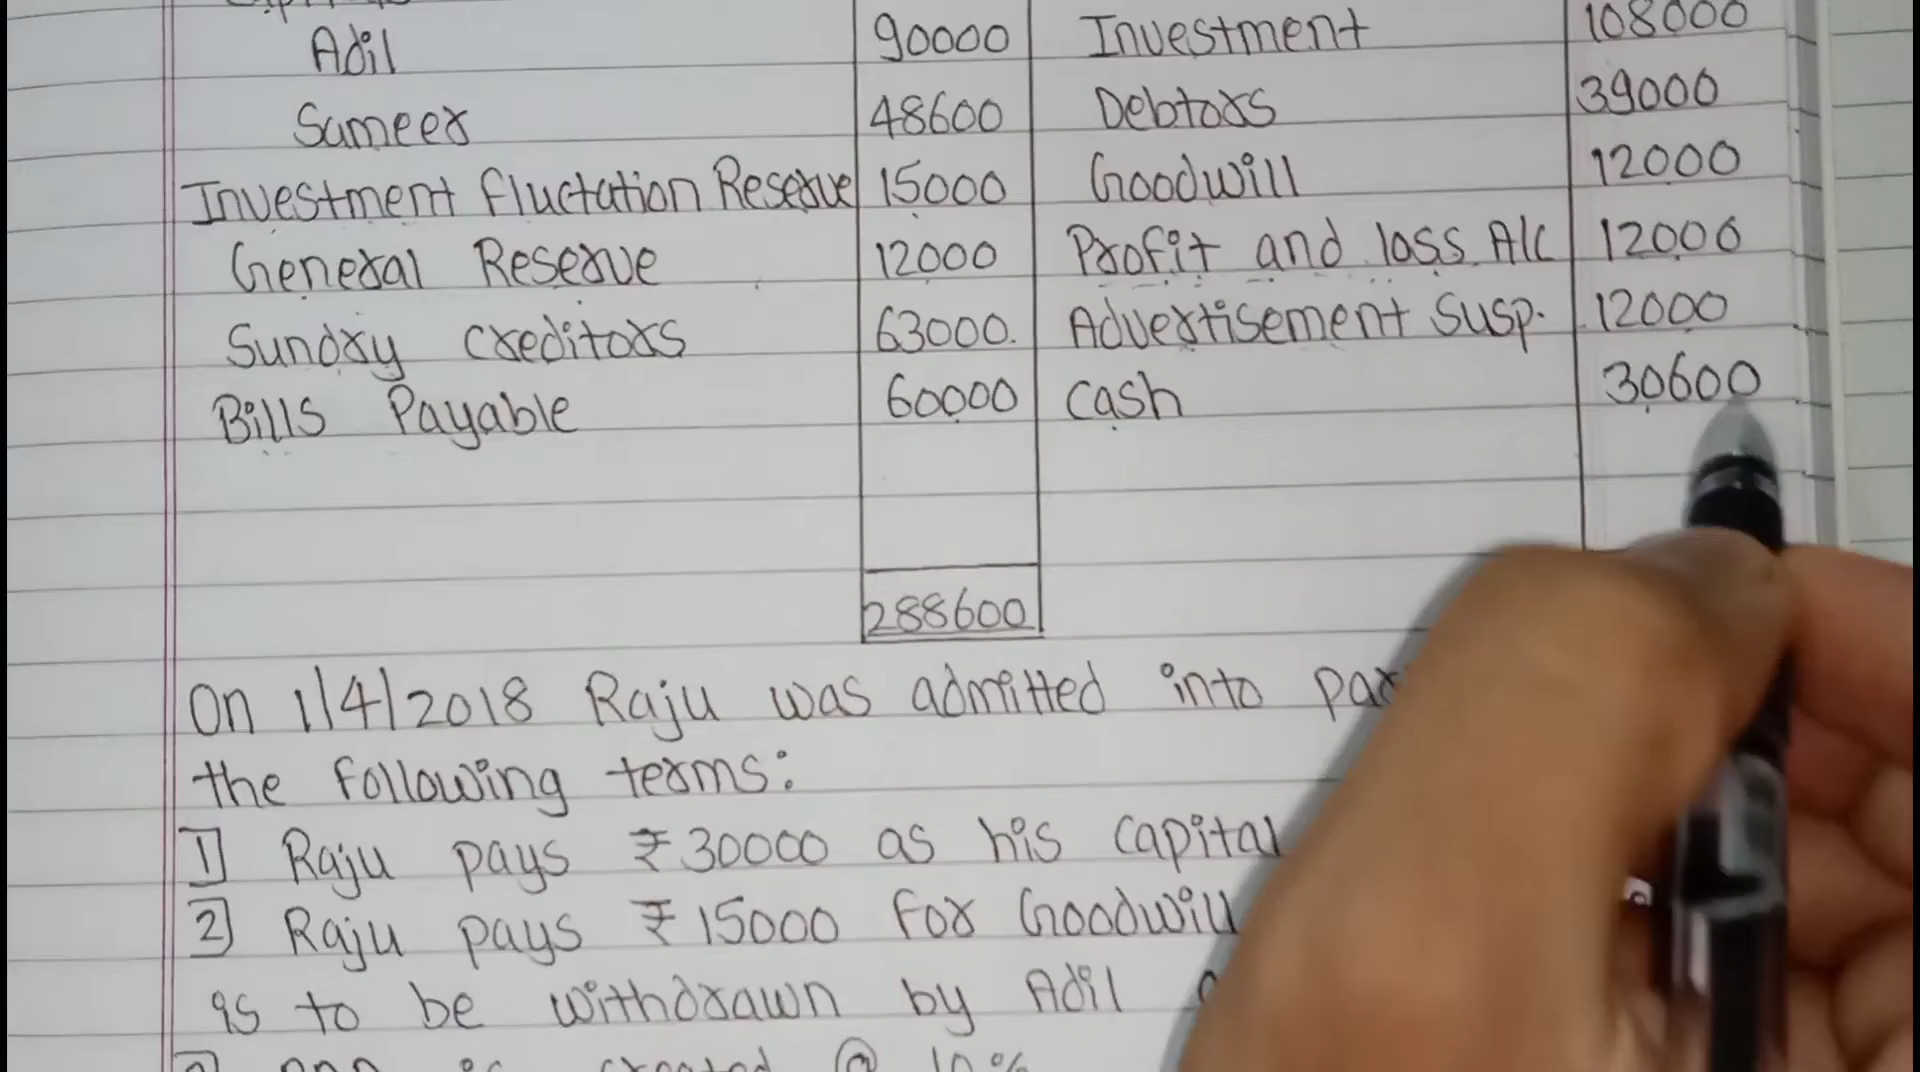 Adil 90000 Investment 108000
Sameer 48600 Debtors 39000
Investment Fluctation Reserve 15000 Goodwill 12000
General Reserve 12000 Profit and loss A/c 12000
Sundry creditors 63000. Advertisement Susp. 12000
Bills Payable 60000 Cash 30600
288600
On 1/4/2018 Raju was admitted into
the following terms:
1] Raju pays ₹30000 as his capital
2] Raju pays ₹15000 for Goodwill
is to be withdrawn by Adil
created @ 10%